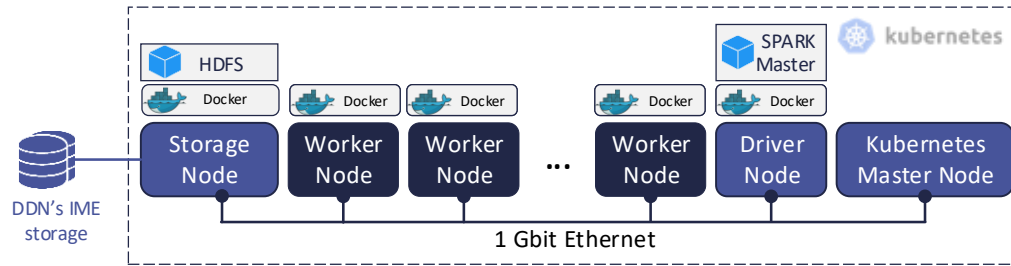 kubernetes
HDFS
SPARK
Master
Docker
Docker
Docker
Docker
Docker
Storage
Node
Worker
Node
Worker
Node
...
Worker
Node
Driver
Node
Kubernetes
Master Node
DDN's IME
storage
1 Gbit Ethernet